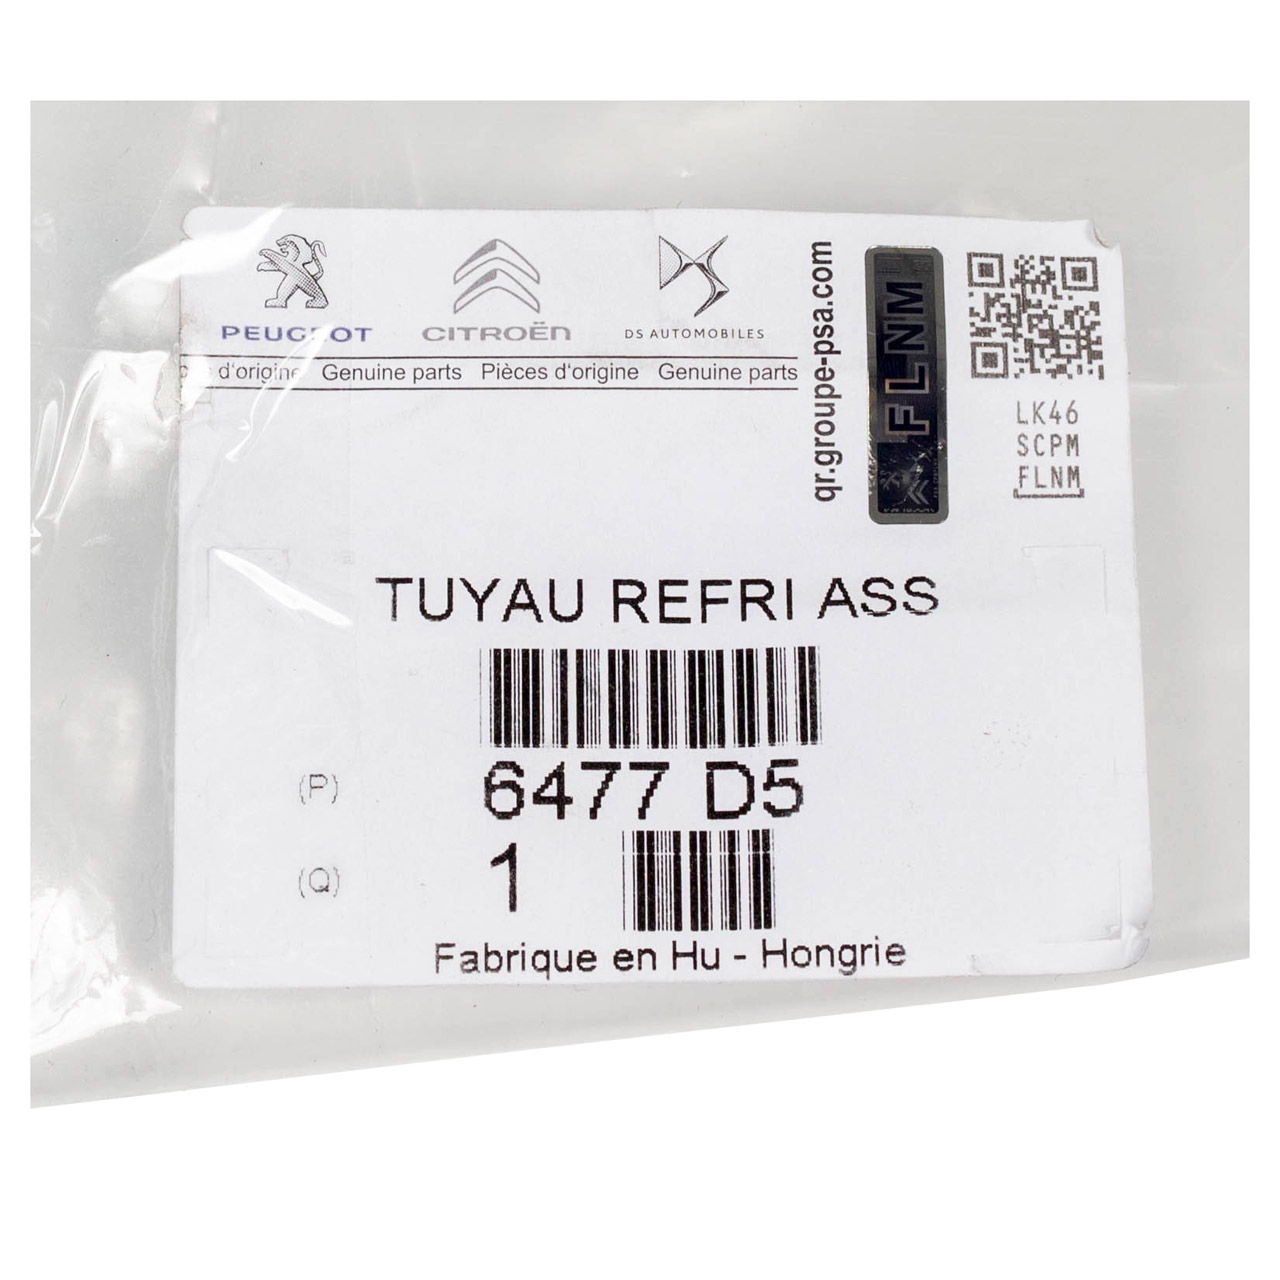 PEUGEOT CITROËN DS AUTOMOBILES
d'origine Genuine parts Pièces d'origine Genuine parts
qr.groupe-psa.com
FLNM
LK46
SCPM
FLNM
TUYAU REFRI ASS
(P) 6477 D5
(Q) 1
Fabrique en Hu - Hongrie